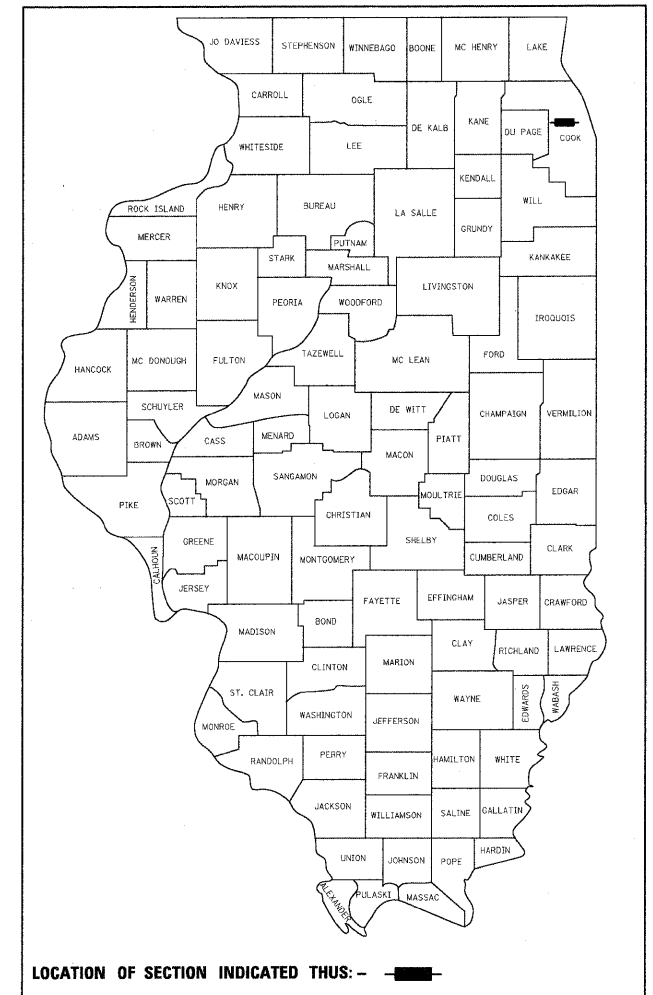 JO DAVIESS STEPHENSON WINNEBAGO BOONE MC HENRY LAKE
CARROLL OGLE
DE KALB KANE DU PAGE COOK
WHITESIDE LEE
KENDALL
ROCK ISLAND HENRY BUREAU LA SALLE WILL
MERCER PUTNAM GRUNDY
STARK MARSHALL KANKAKEE
HENDERSON WARREN KNOX PEORIA WOODFORD LIVINGSTON
IROQUOIS
HANCOCK MC DONOUGH FULTON TAZEWELL MC LEAN FORD
MASON
SCHUYLER LOGAN DE WITT CHAMPAIGN VERMILION
ADAMS BROWN CASS MENARD MACON PIATT
PIKE SCOTT MORGAN SANGAMON MOULTRIE DOUGLAS EDGAR
CHRISTIAN COLES
CALHOUN GREENE MACOUPIN MONTGOMERY SHELBY CUMBERLAND CLARK
JERSEY
MADISON BOND FAYETTE EFFINGHAM JASPER CRAWFORD
CLINTON MARION CLAY RICHLAND LAWRENCE
ST. CLAIR WAYNE EDWARDS WABASH
MONROE WASHINGTON JEFFERSON
RANDOLPH PERRY HAMILTON WHITE
FRANKLIN
JACKSON WILLIAMSON SALINE GALLATIN
UNION JOHNSON POPE HARDIN
ALEXANDER PULASKI MASSAC
LOCATION OF SECTION INDICATED THUS: -